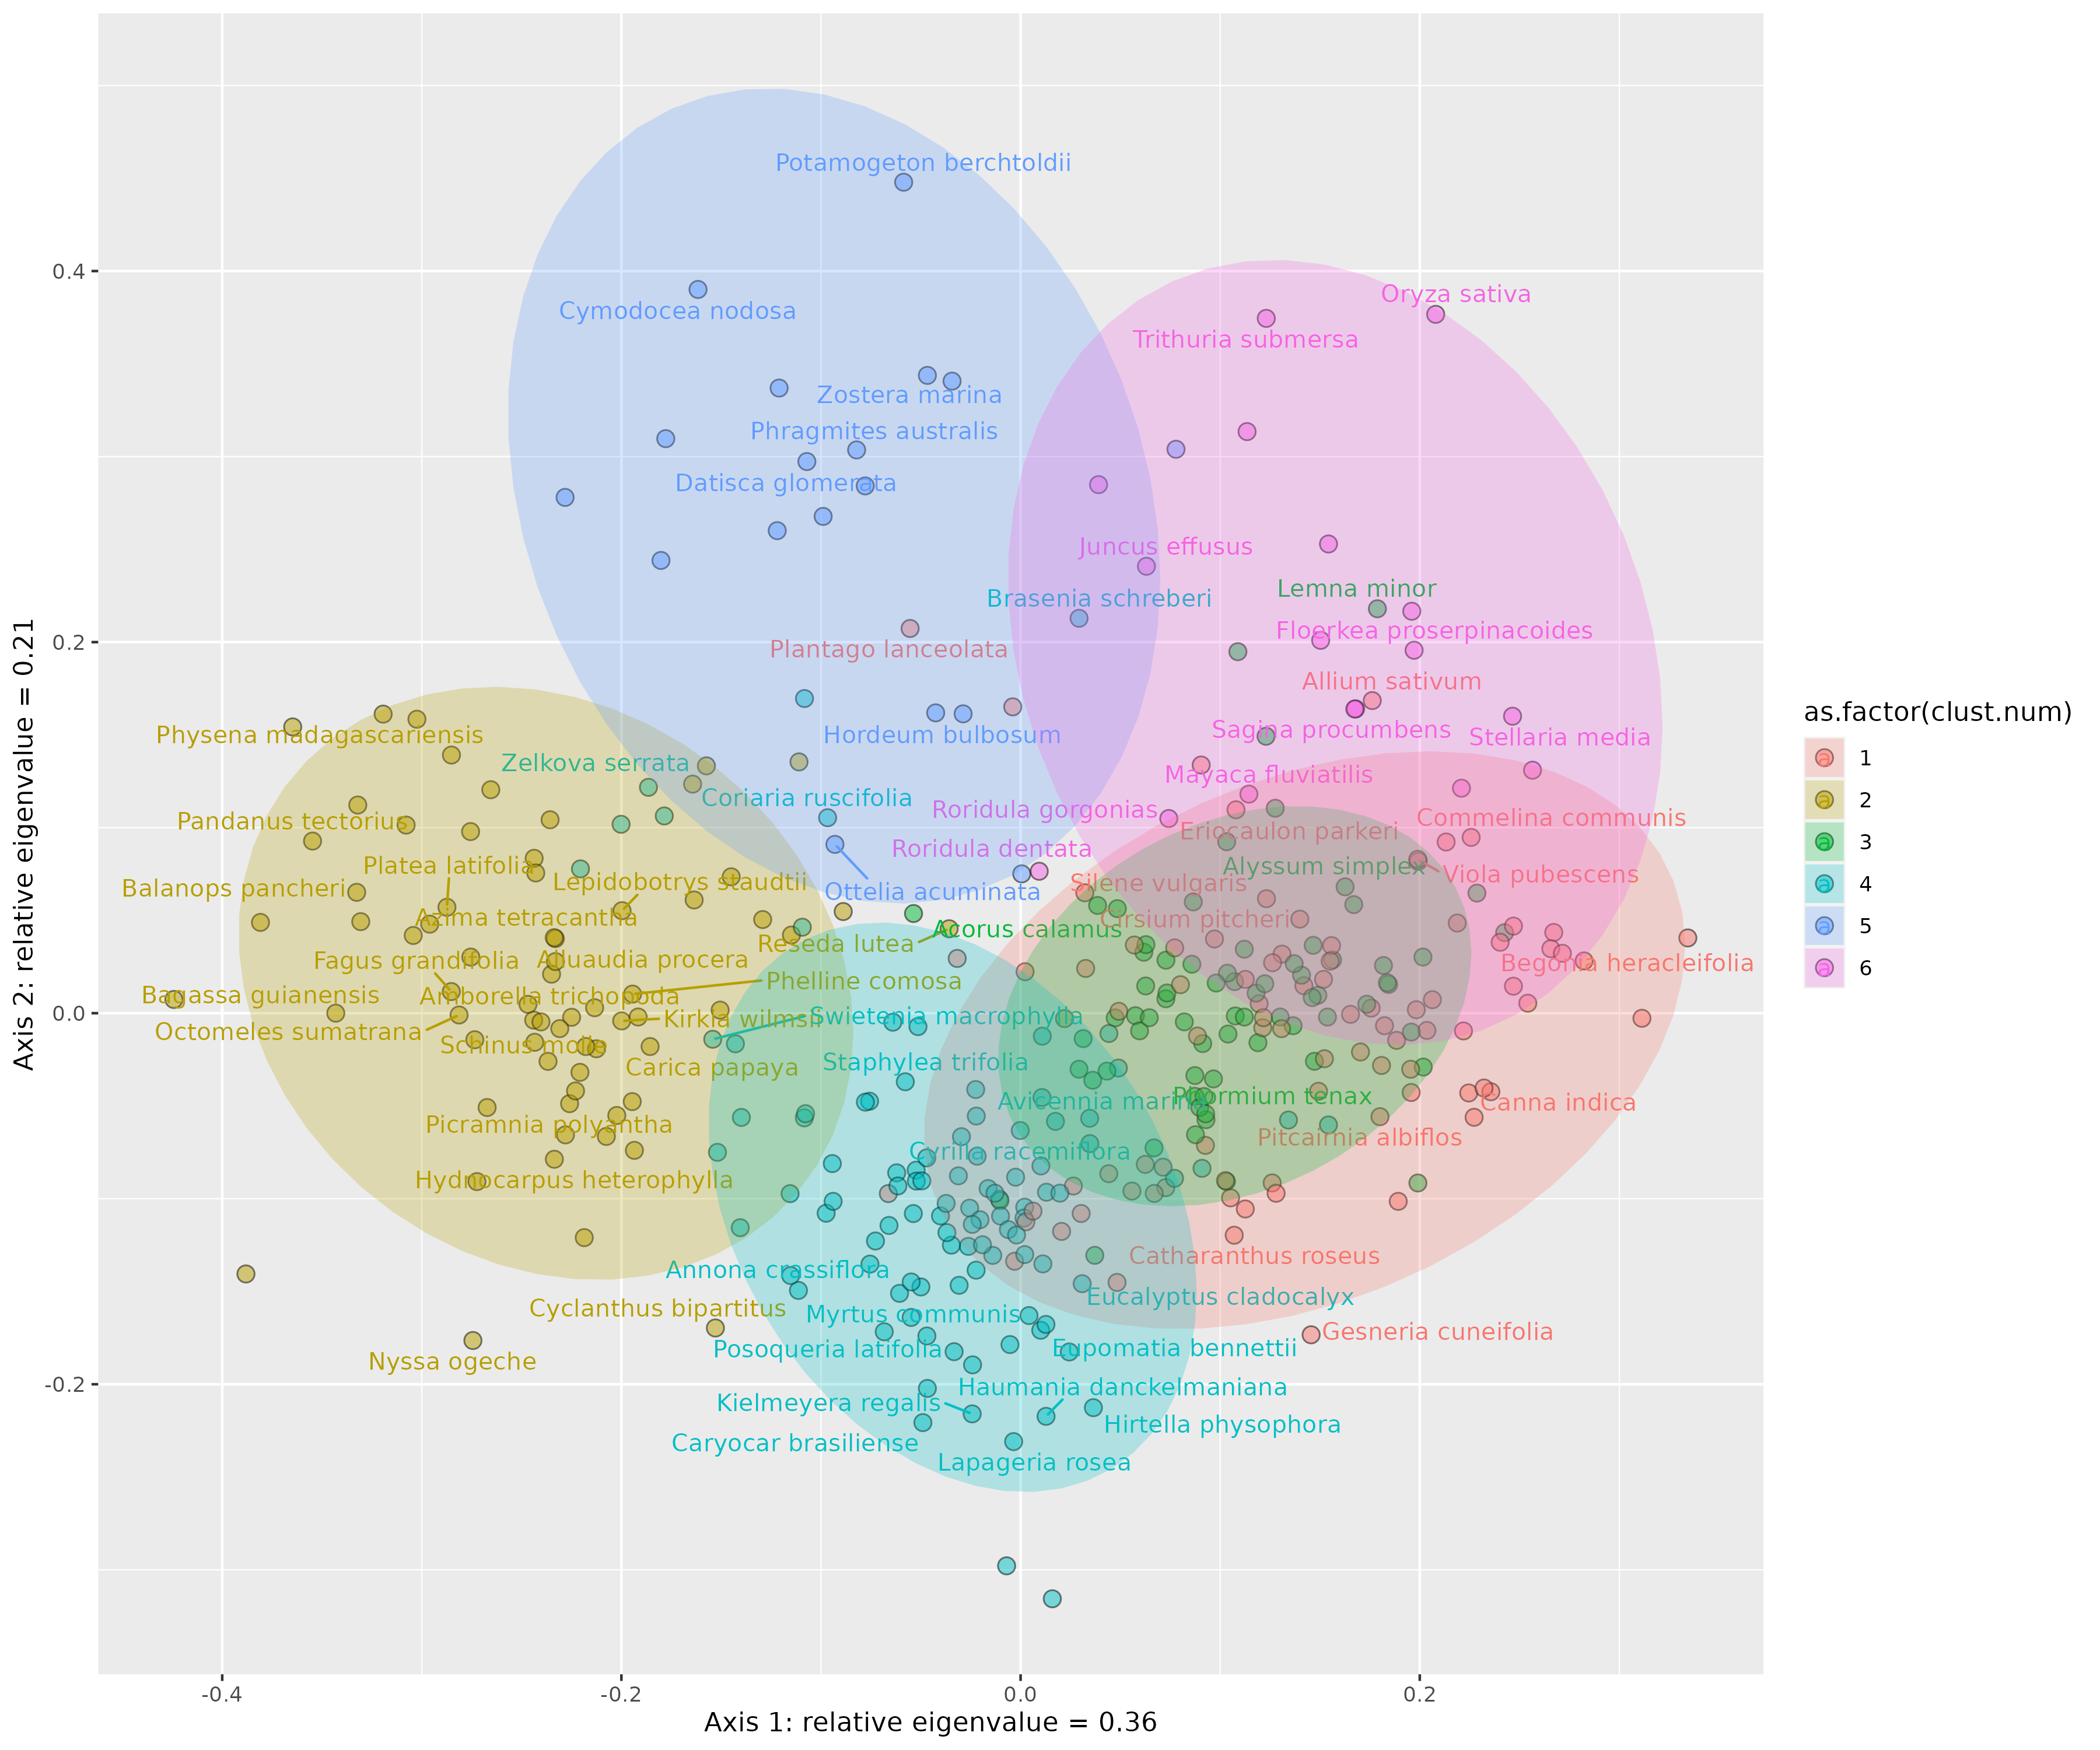 Potamogeton berchtoldii
Oryza sativa
Cymodocea nodosa
Trithuria submersa
0.4
Zostera marina
Phragmites australis
Datisca glomerata
Juncus effusus
Lemna minor
Brasenia schreberi
Floerkea proserpinacoides
0.2
Plantago lanceolata
Allium sativum
Physena madagascariensis
Hordeum bulbosum
Sagina procumbens
Stellaria media
Zelkova serrata
Mayaca fluviatilis
Coriaria ruscifolia
Roridula gorgonias
Commelina communis
Pandanus tectorius
Eriocaulon parkeri
Roridula dentata
Platea latifolia
Alyssum simplex
Viola pubescens
Balanops pancheri
Lepidobotrys staudtii
Ottelia acuminata
Silene vulgaris
Azima tetracantha
Cirsium pitcheri
Acorus calamus
Reseda lutea
Fagus grandifolia
Alluaudia procera
Begonia heracleifolia
Phelline comosa
Bagassa guianensis
Amborella trichopoda
0.0
Octomeles sumatrana
Kirkia wilmsii
Swietenia macrophylla
Schinus molle
Carica papaya
Staphylea trifolia
Avicennia marina
Phormium tenax
Canna indica
Picramnia polyantha
Pitcairnia albiflos
Cyrilla racemiflora
Hydnocarpus heterophylla
Catharanthus roseus
Annona crassiflora
Eucalyptus cladocalyx
Cyclanthus bipartitus
Myrtus communis
Gesneria cuneifolia
Nyssa ogeche
Posoqueria latifolia
Eupomatia bennettii
-0.2
Haumania danckelmaniana
Kielmeyera regalis
Hirtella physophora
Caryocar brasiliense
Lapageria rosea
-0.4
-0.2
0.0
0.2
Axis 1: relative eigenvalue = 0.36
Axis 2: relative eigenvalue = 0.21
as.factor(clust.num)
1
2
3
4
5
6